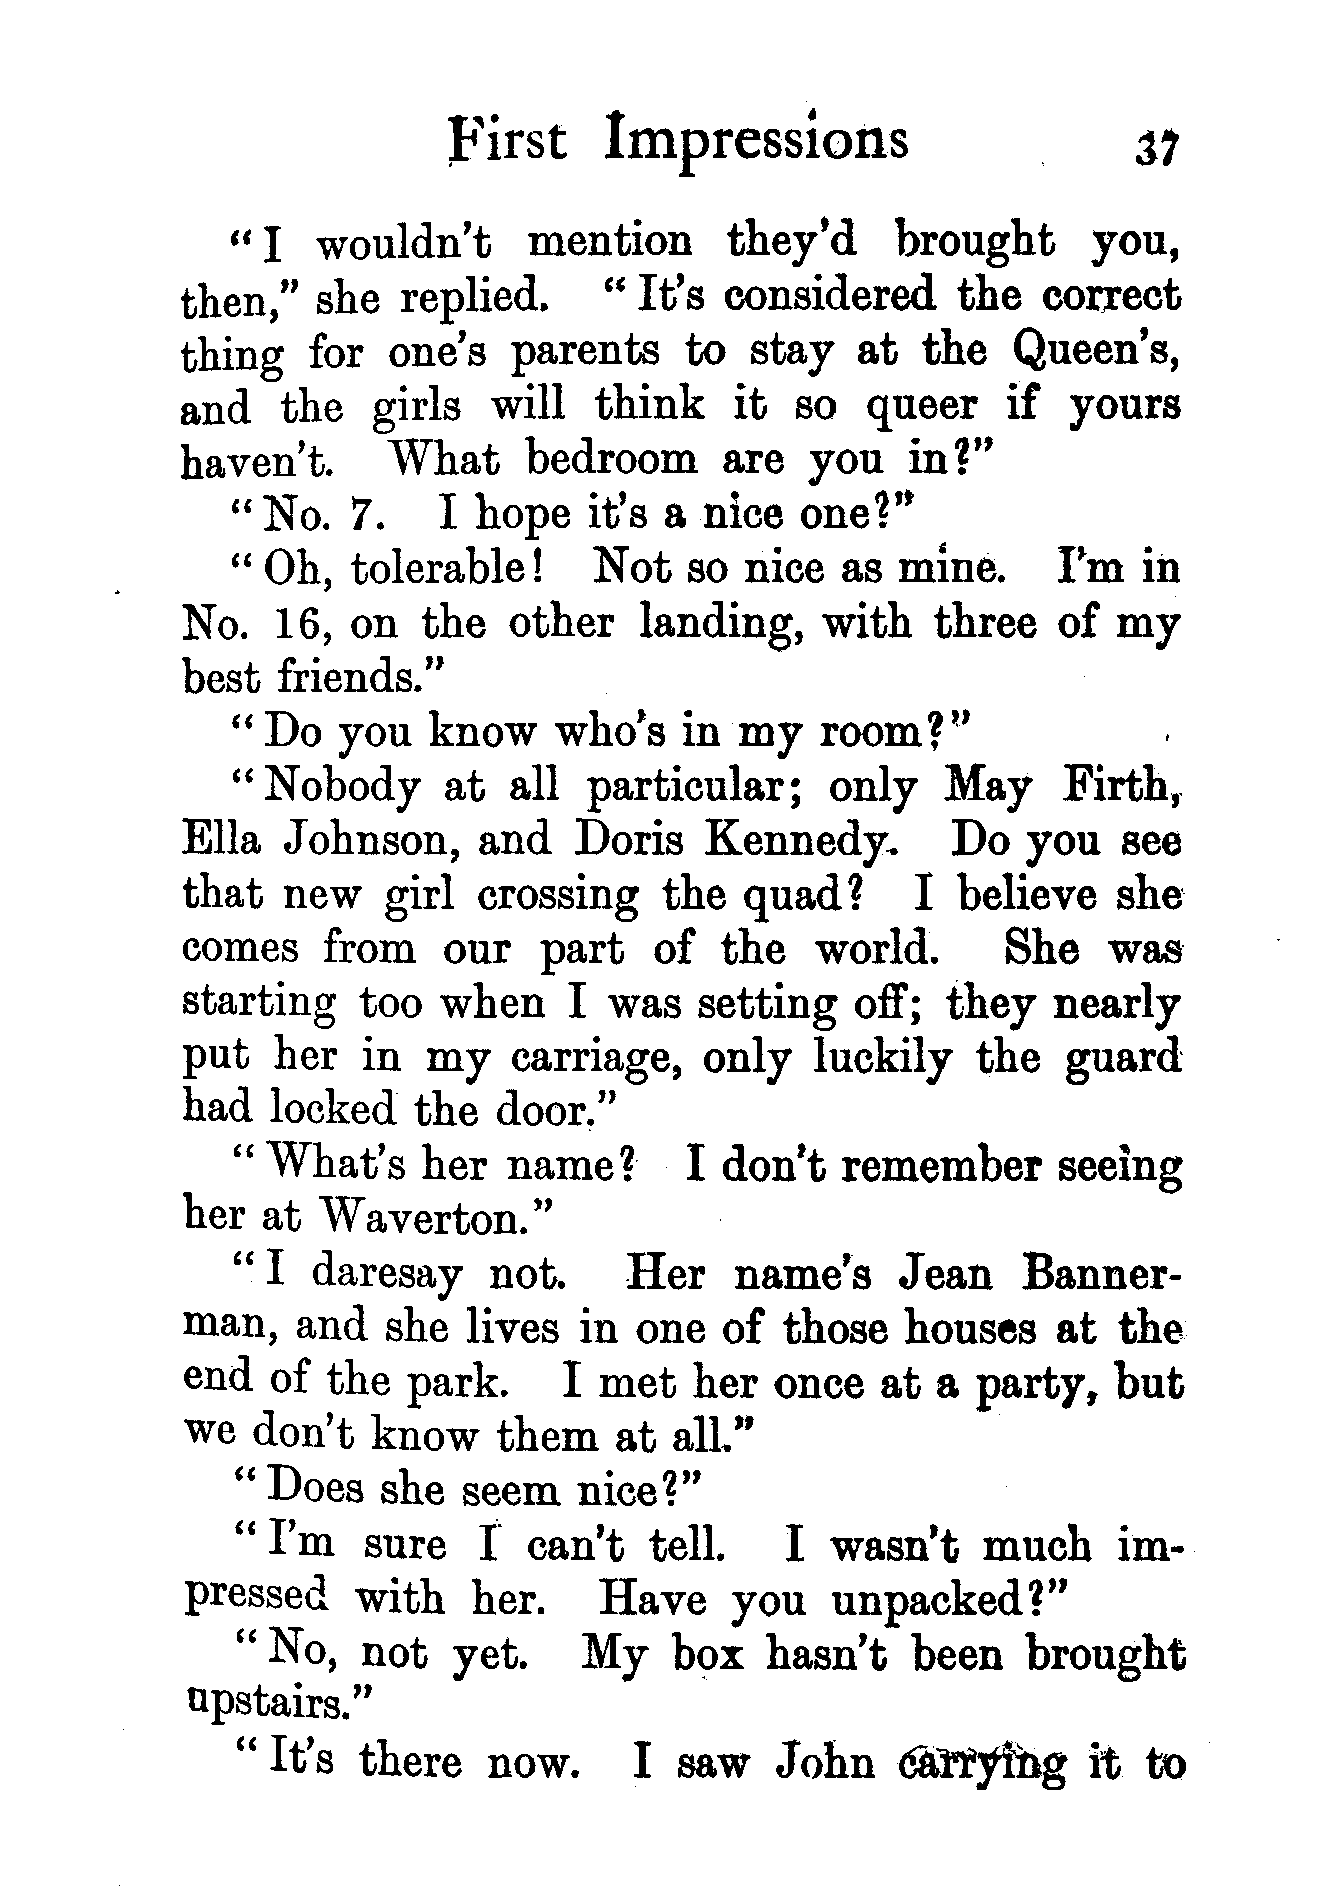 First Impressions 37
"I wouldn't mention they'd brought you,
then," she replied. "It's considered the correct
thing for one's parents to stay at the Queen's,
and the girls will think it so queer if yours
haven't. What bedroom are you in?"
"No. 7. I hope it's a nice one?"
"Oh, tolerable! Not so nice as mine. I'm in
No. 16, on the other landing, with three of my
best friends."
"Do you know who's in my room?"
"Nobody at all particular; only May Firth,
Ella Johnson, and Doris Kennedy. Do you see
that new girl crossing the quad? I believe she
comes from our part of the world. She was
starting too when I was setting off; they nearly
put her in my carriage, only luckily the guard
had locked the door."
"What's her name? I don't remember seeing
her at Waverton."
"I daresay not. Her name's Jean Banner-
man, and she lives in one of those houses at the
end of the park. I met her once at a party, but
we don't know them at all."
"Does she seem nice?"
"I'm sure I can't tell. I wasn't much im-
pressed with her. Have you unpacked?"
"No, not yet. My box hasn't been brought
upstairs."
"It's there now. I saw John carrying it to